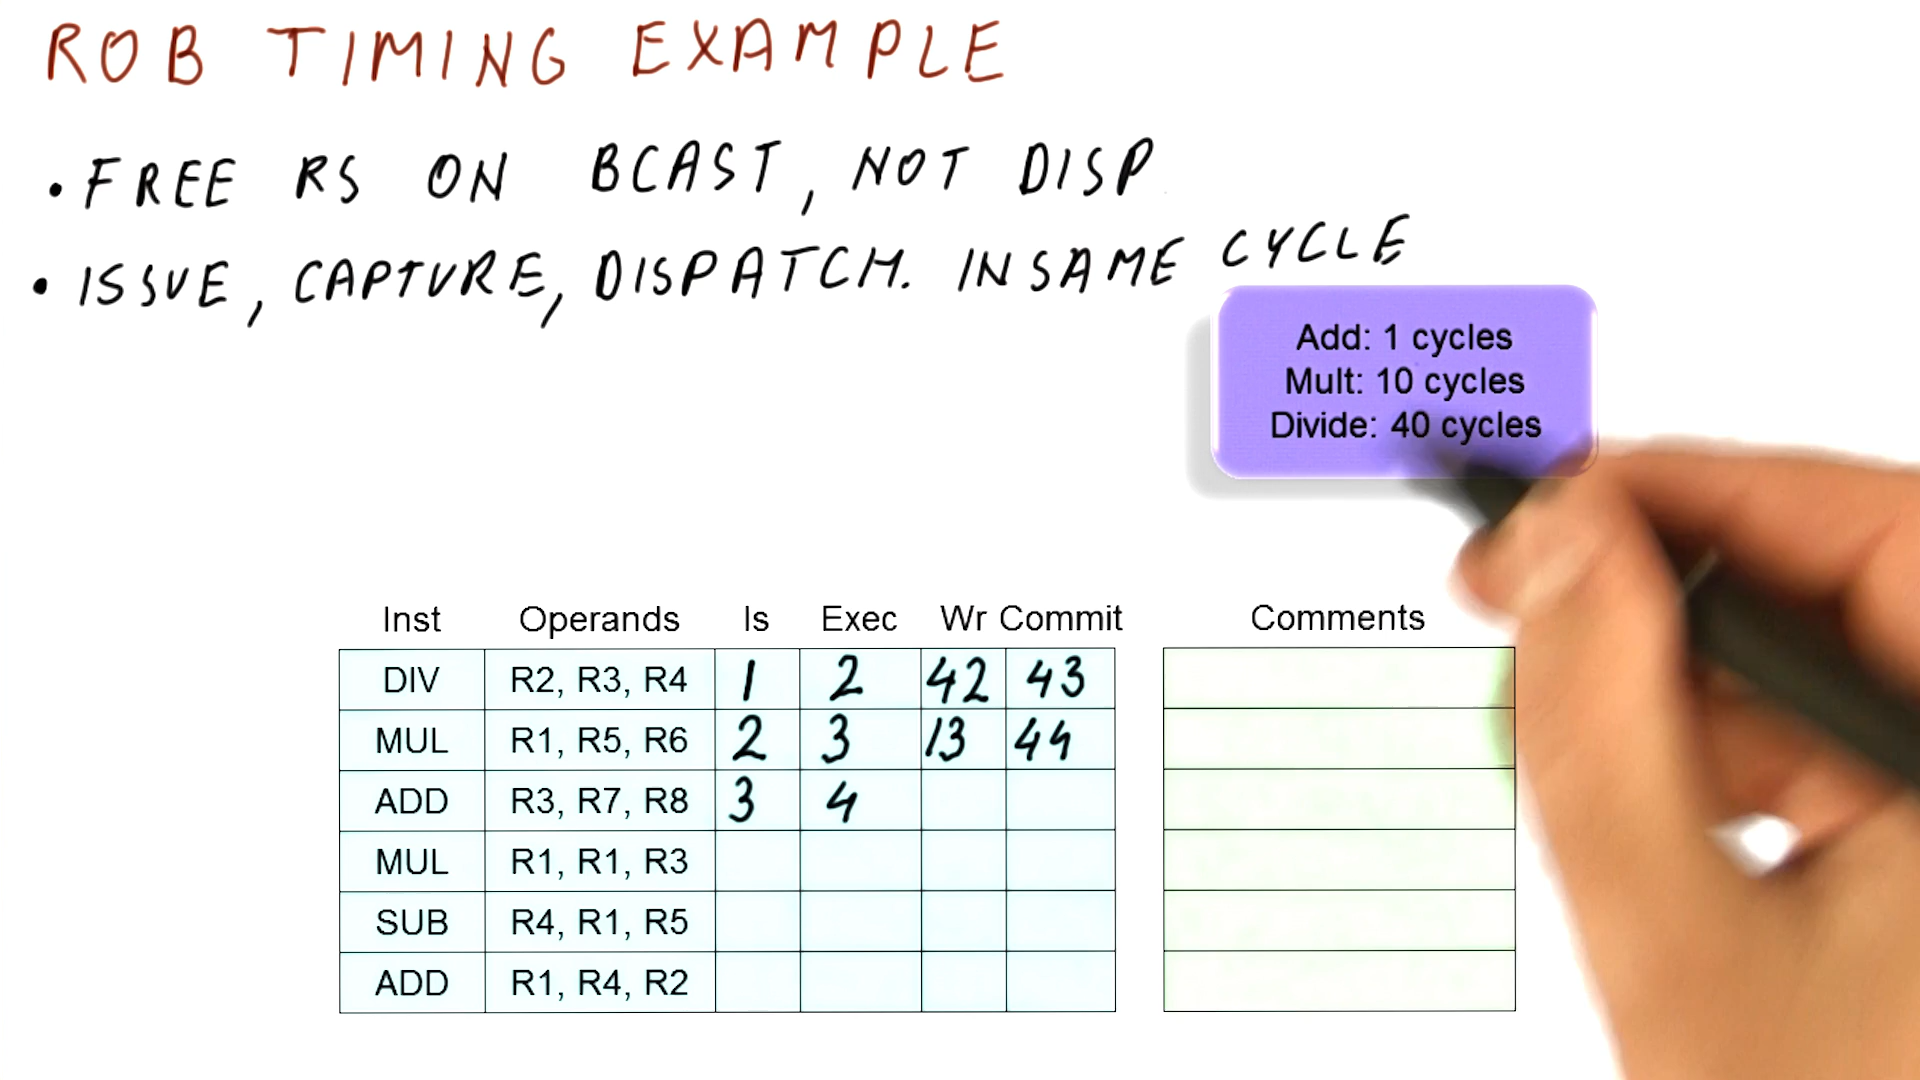 ROB TIMING EXAMPLE
• FREE RS ON BCAST, NOT DISP
• ISSUE, CAPTURE, DISPATCH. IN SAME CYCLE
Add: 1 cycles
Mult: 10 cycles
Divide: 40 cycles
Inst Operands Is Exec Wr Commit Comments
DIV R2, R3, R4 1 2 42 43
MUL R1, R5, R6 2 3 13 44
ADD R3, R7, R8 3 4
MUL R1, R1, R3
SUB R4, R1, R5
ADD R1, R4, R2